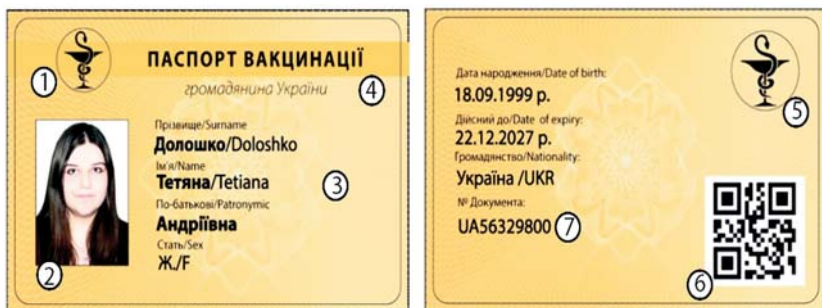 1
ПАСПОРТ ВАКЦИНАЦІЇ
громадянина України
4
Прізвище/Surname
Долошко/Doloshko
Ім'я/Name
Тетяна/Tetiana
3
По-батькові/Patronymic
Андріївна
Стать/Sex
Ж./F
2
Дата народження/Date of birth:
18.09.1999 р.
5
Дійсний до/Date of expiry:
22.12.2027 р.
Громадянство/Nationality:
Україна /UKR
№ Документа:
UA56329800 7
6